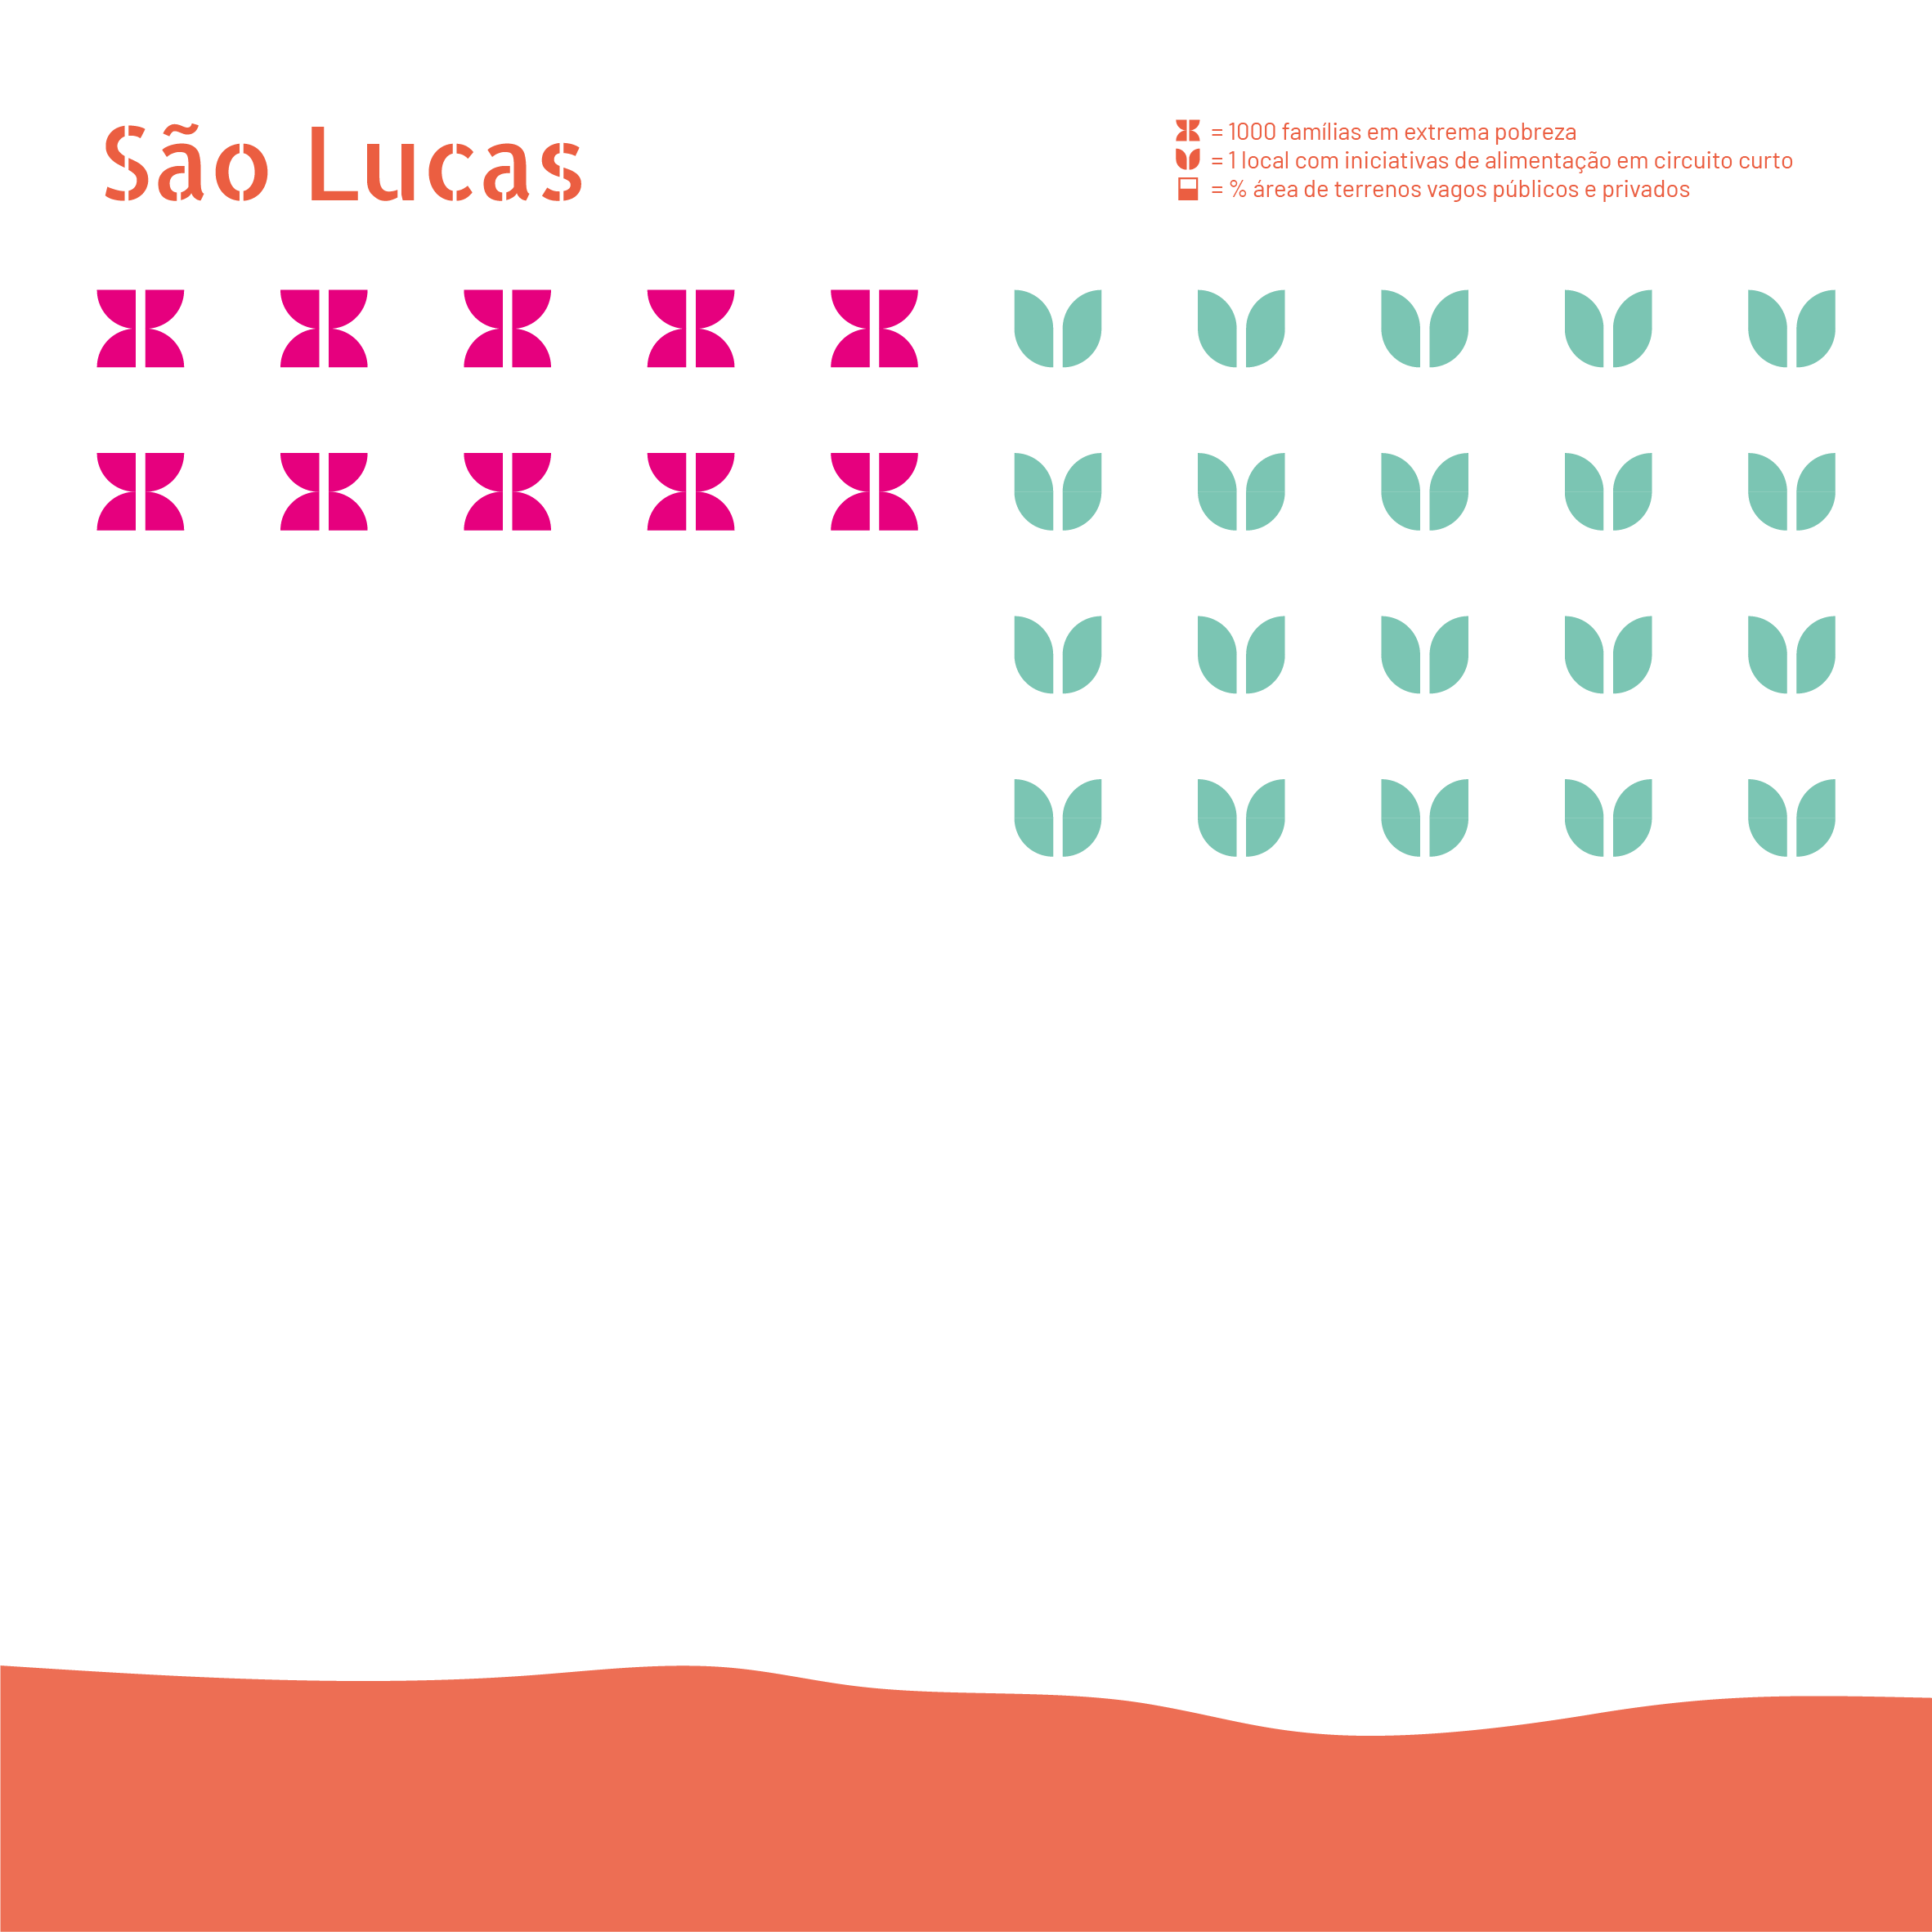 São Lucas
= 1000 famílias em extrema pobreza
= 1 local com iniciativas de alimentação em circuito curto
= % área de terrenos vagos públicos e privados